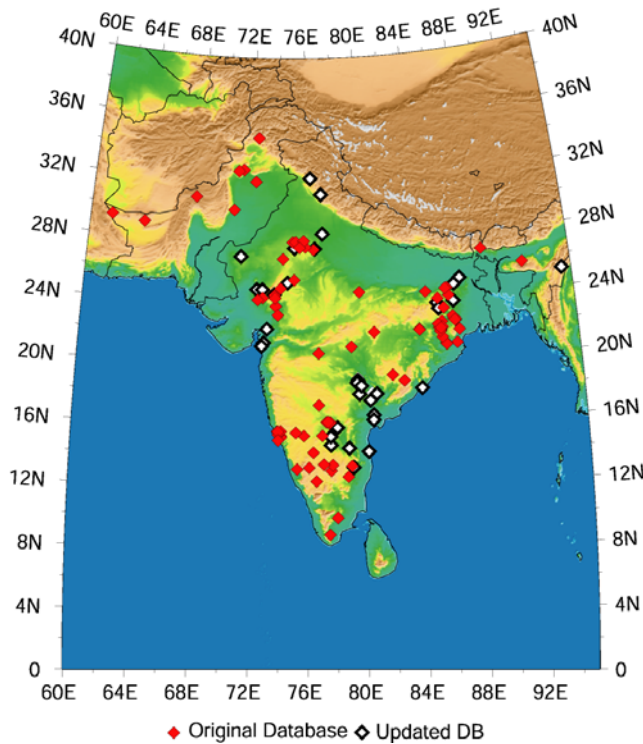 60E 64E 68E 72E 76E 80E 84E 88E 92E
40N 40N
36N 36N
32N 32N
28N 28N
24N 24N
20N 20N
16N 16N
12N 12N
8N 8N
4N 4N
0 0
60E 64E 68E 72E 76E 80E 84E 88E 92E
Original Database Updated DB